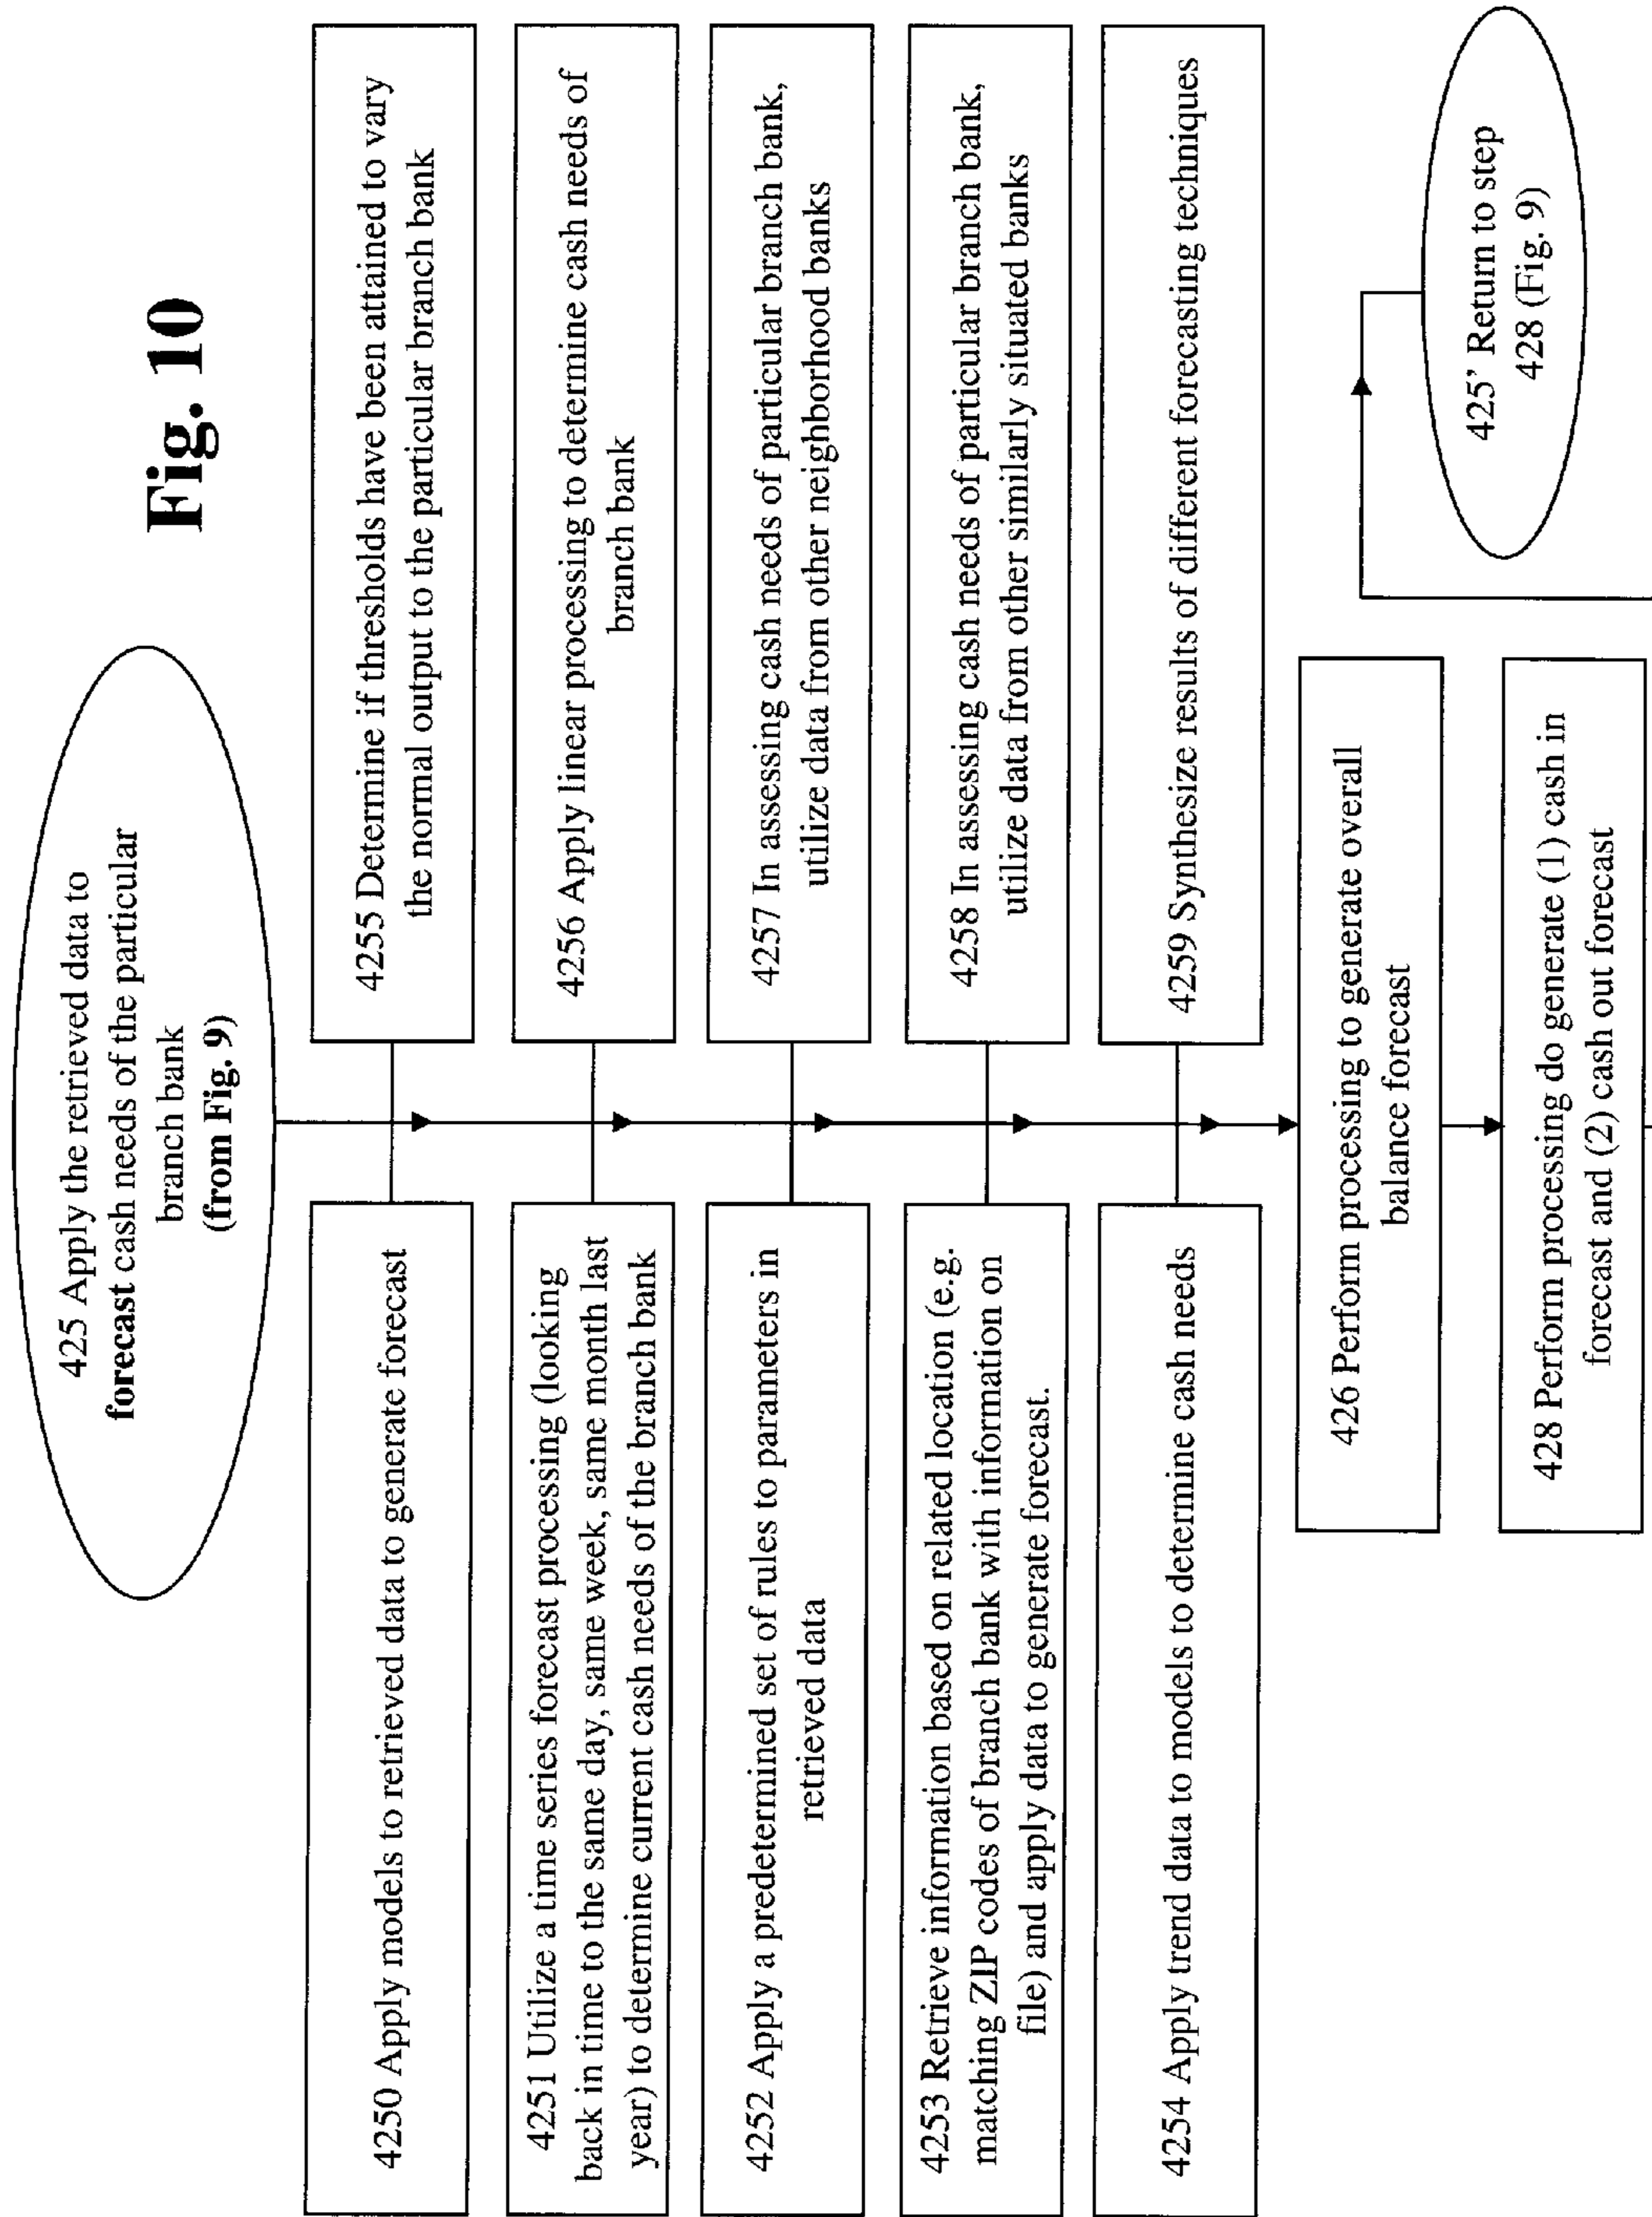 Fig. 10
425 Apply the retrieved data to
forecast cash needs of the particular
branch bank
(from Fig. 9)
4250 Apply models to retrieved data to generate forecast
4255 Determine if thresholds have been attained to vary
the normal output to the particular branch bank
4251 Utilize a time series forecast processing (looking
back in time to the same day, same week, same month last
year) to determine current cash needs of the branch bank
4256 Apply linear processing to determine cash needs of
branch bank
4252 Apply a predetermined set of rules to parameters in
retrieved data
4257 In assessing cash needs of particular branch bank,
utilize data from other neighborhood banks
4253 Retrieve information based on related location (e.g.
matching ZIP codes of branch bank with information on
file) and apply data to generate forecast.
4258 In assessing cash needs of particular branch bank,
utilize data from other similarly situated banks
4254 Apply trend data to models to determine cash needs
4259 Synthesize results of different forecasting techniques
426 Perform processing to generate overall
balance forecast
428 Perform processing do generate (1) cash in
forecast and (2) cash out forecast
425’ Return to step
428 (Fig. 9)